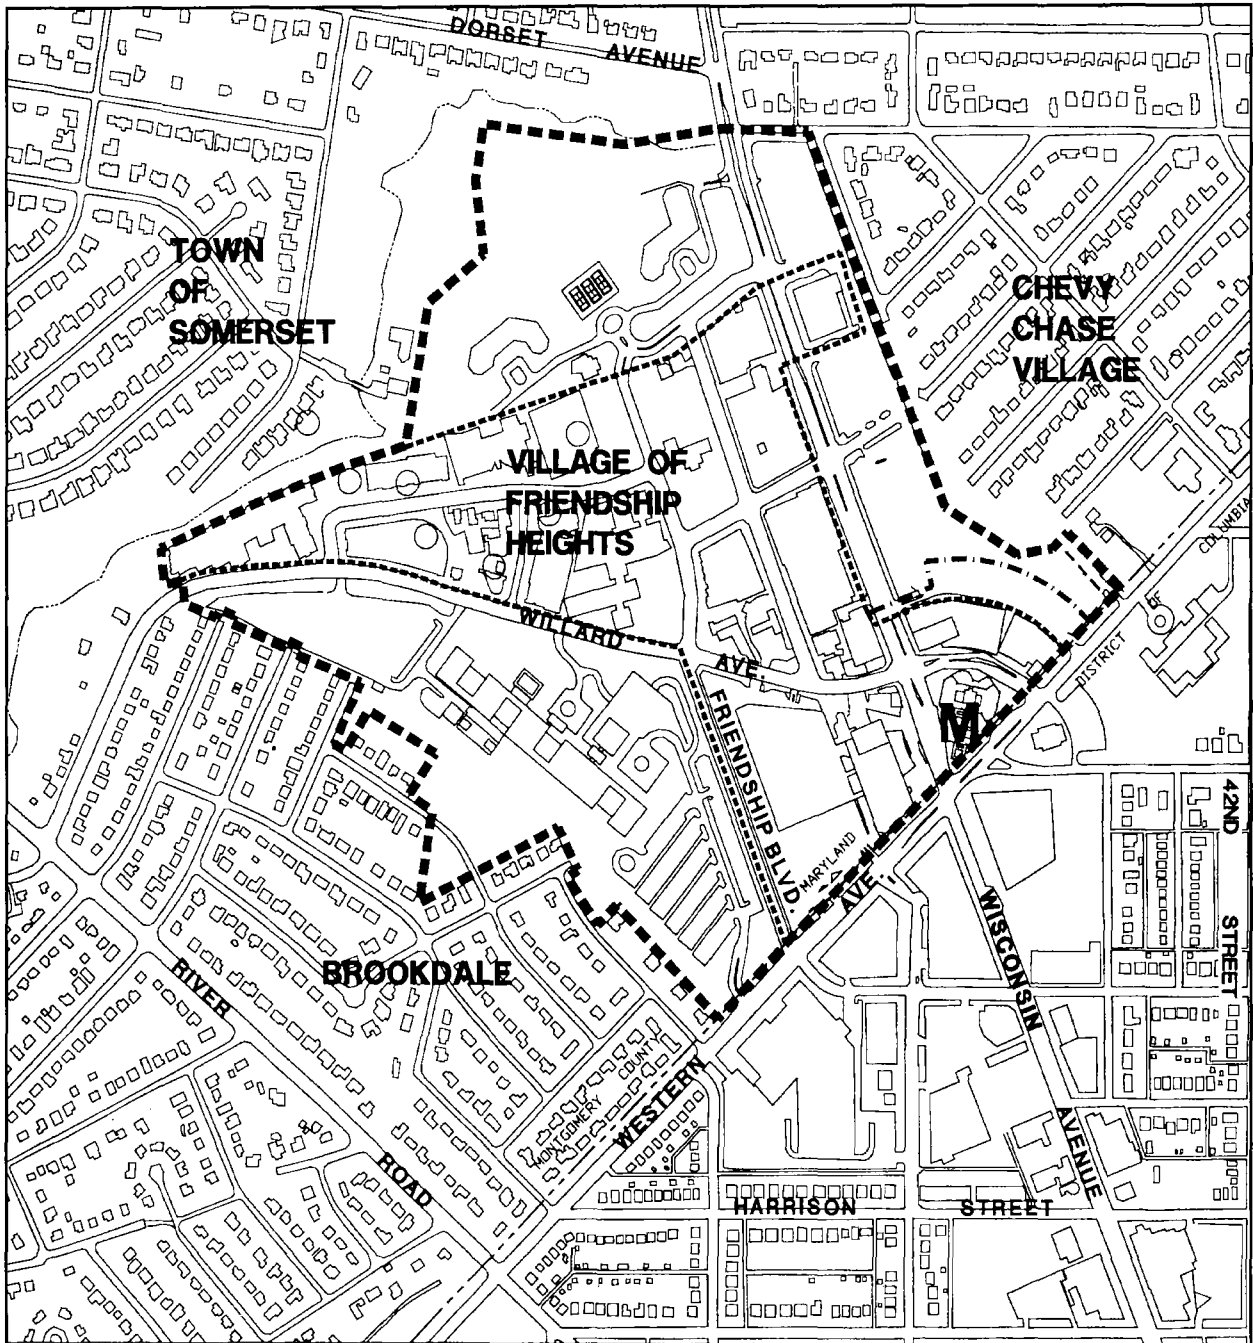 DORSET AVENUE
TOWN
OF
SOMERSET
CHEVY
CHASE
VILLAGE
VILLAGE OF
FRIENDSHIP
HEIGHTS
COLUMBIA
OF
DISTRICT
WILLARD AVE.
M
FRIENDSHIP BLVD.
MARYLAND
AVE.
42ND STREET
WISCONSIN AVENUE
BROOKDALE
RIVER ROAD
COUNTY
MONTGOMERY
WESTERN
HARRISON STREET